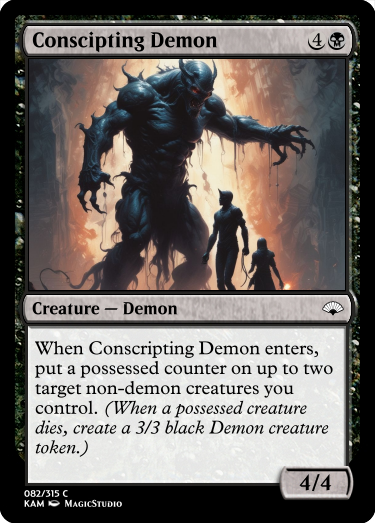 Conscipting Demon 4
Creature — Demon
When Conscripting Demon enters,
put a possessed counter on up to two
target non-demon creatures you
control. (When a possessed creature
dies, create a 3/3 black Demon creature
token.)
4/4
082/315 C
KAM MagicStudio